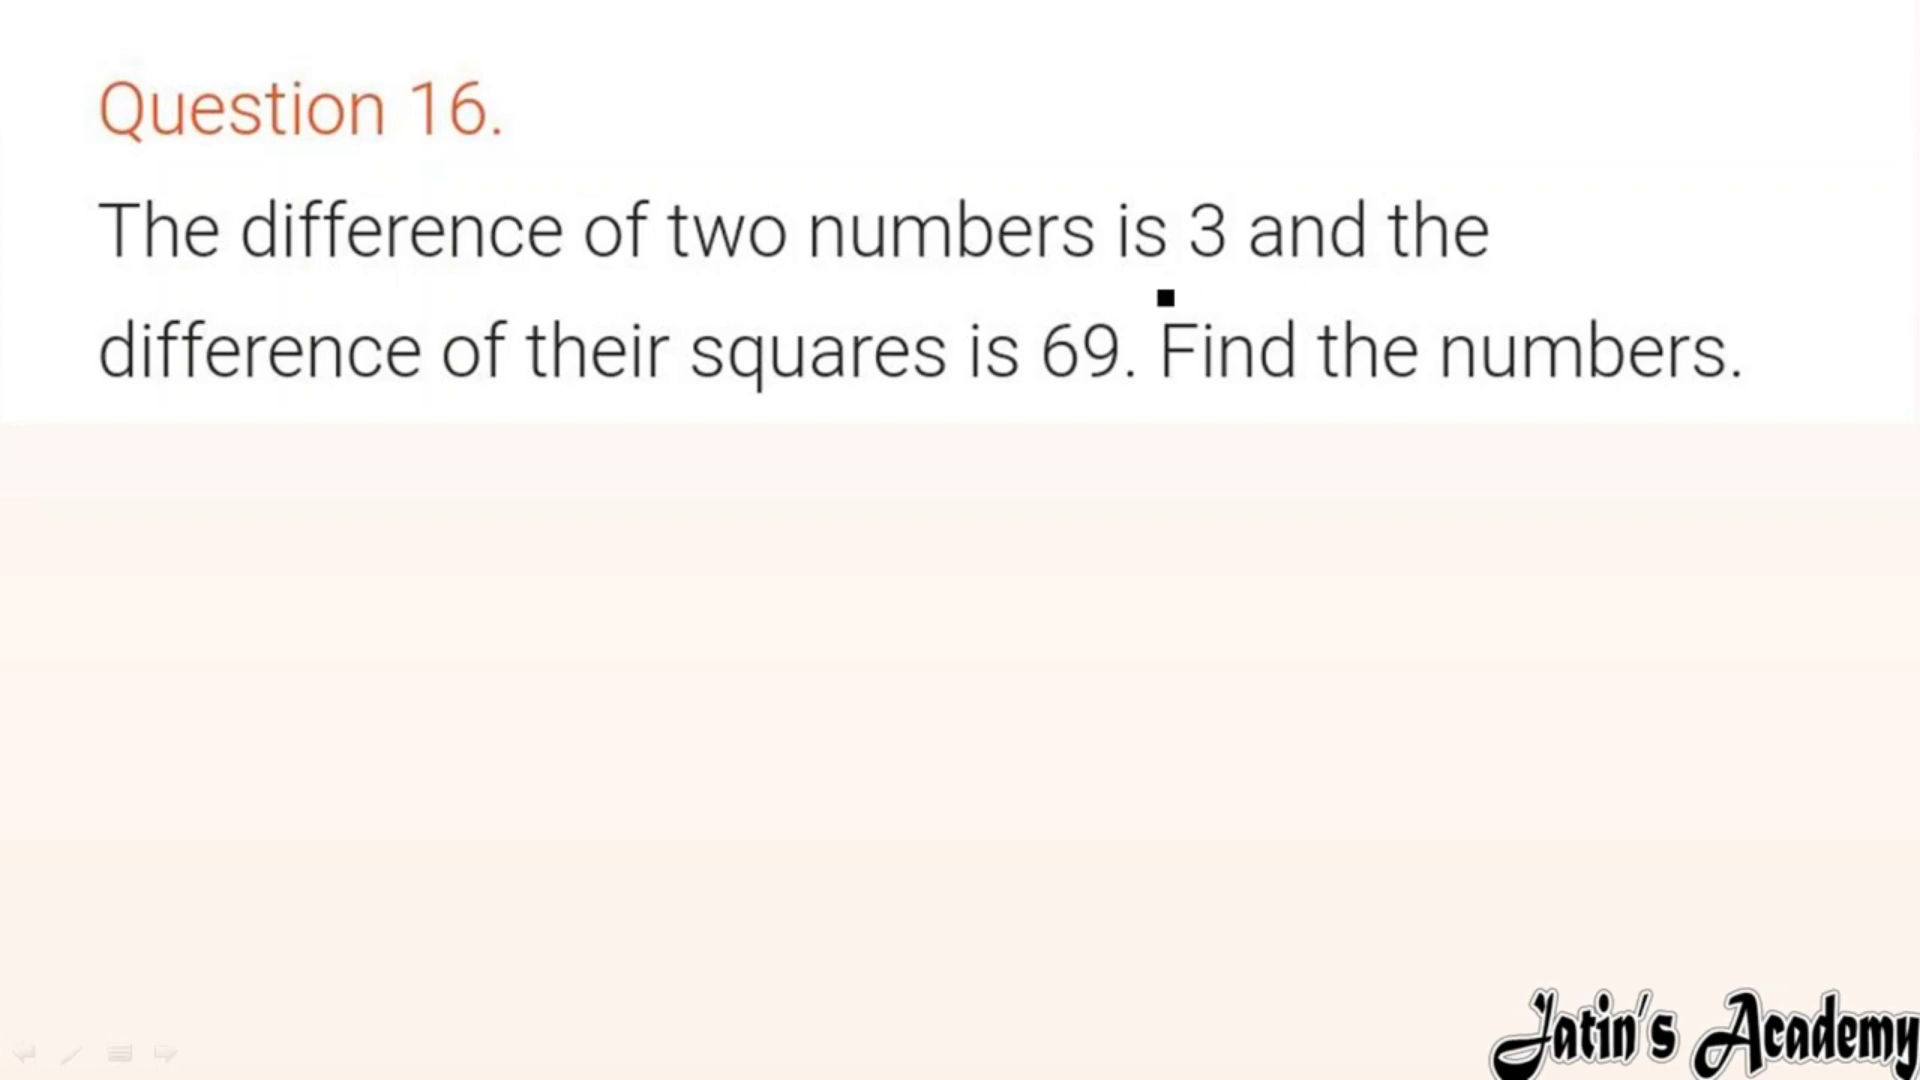 Question 16.
The difference of two numbers is 3 and the
difference of their squares is 69. Find the numbers.
Jatin's Academy